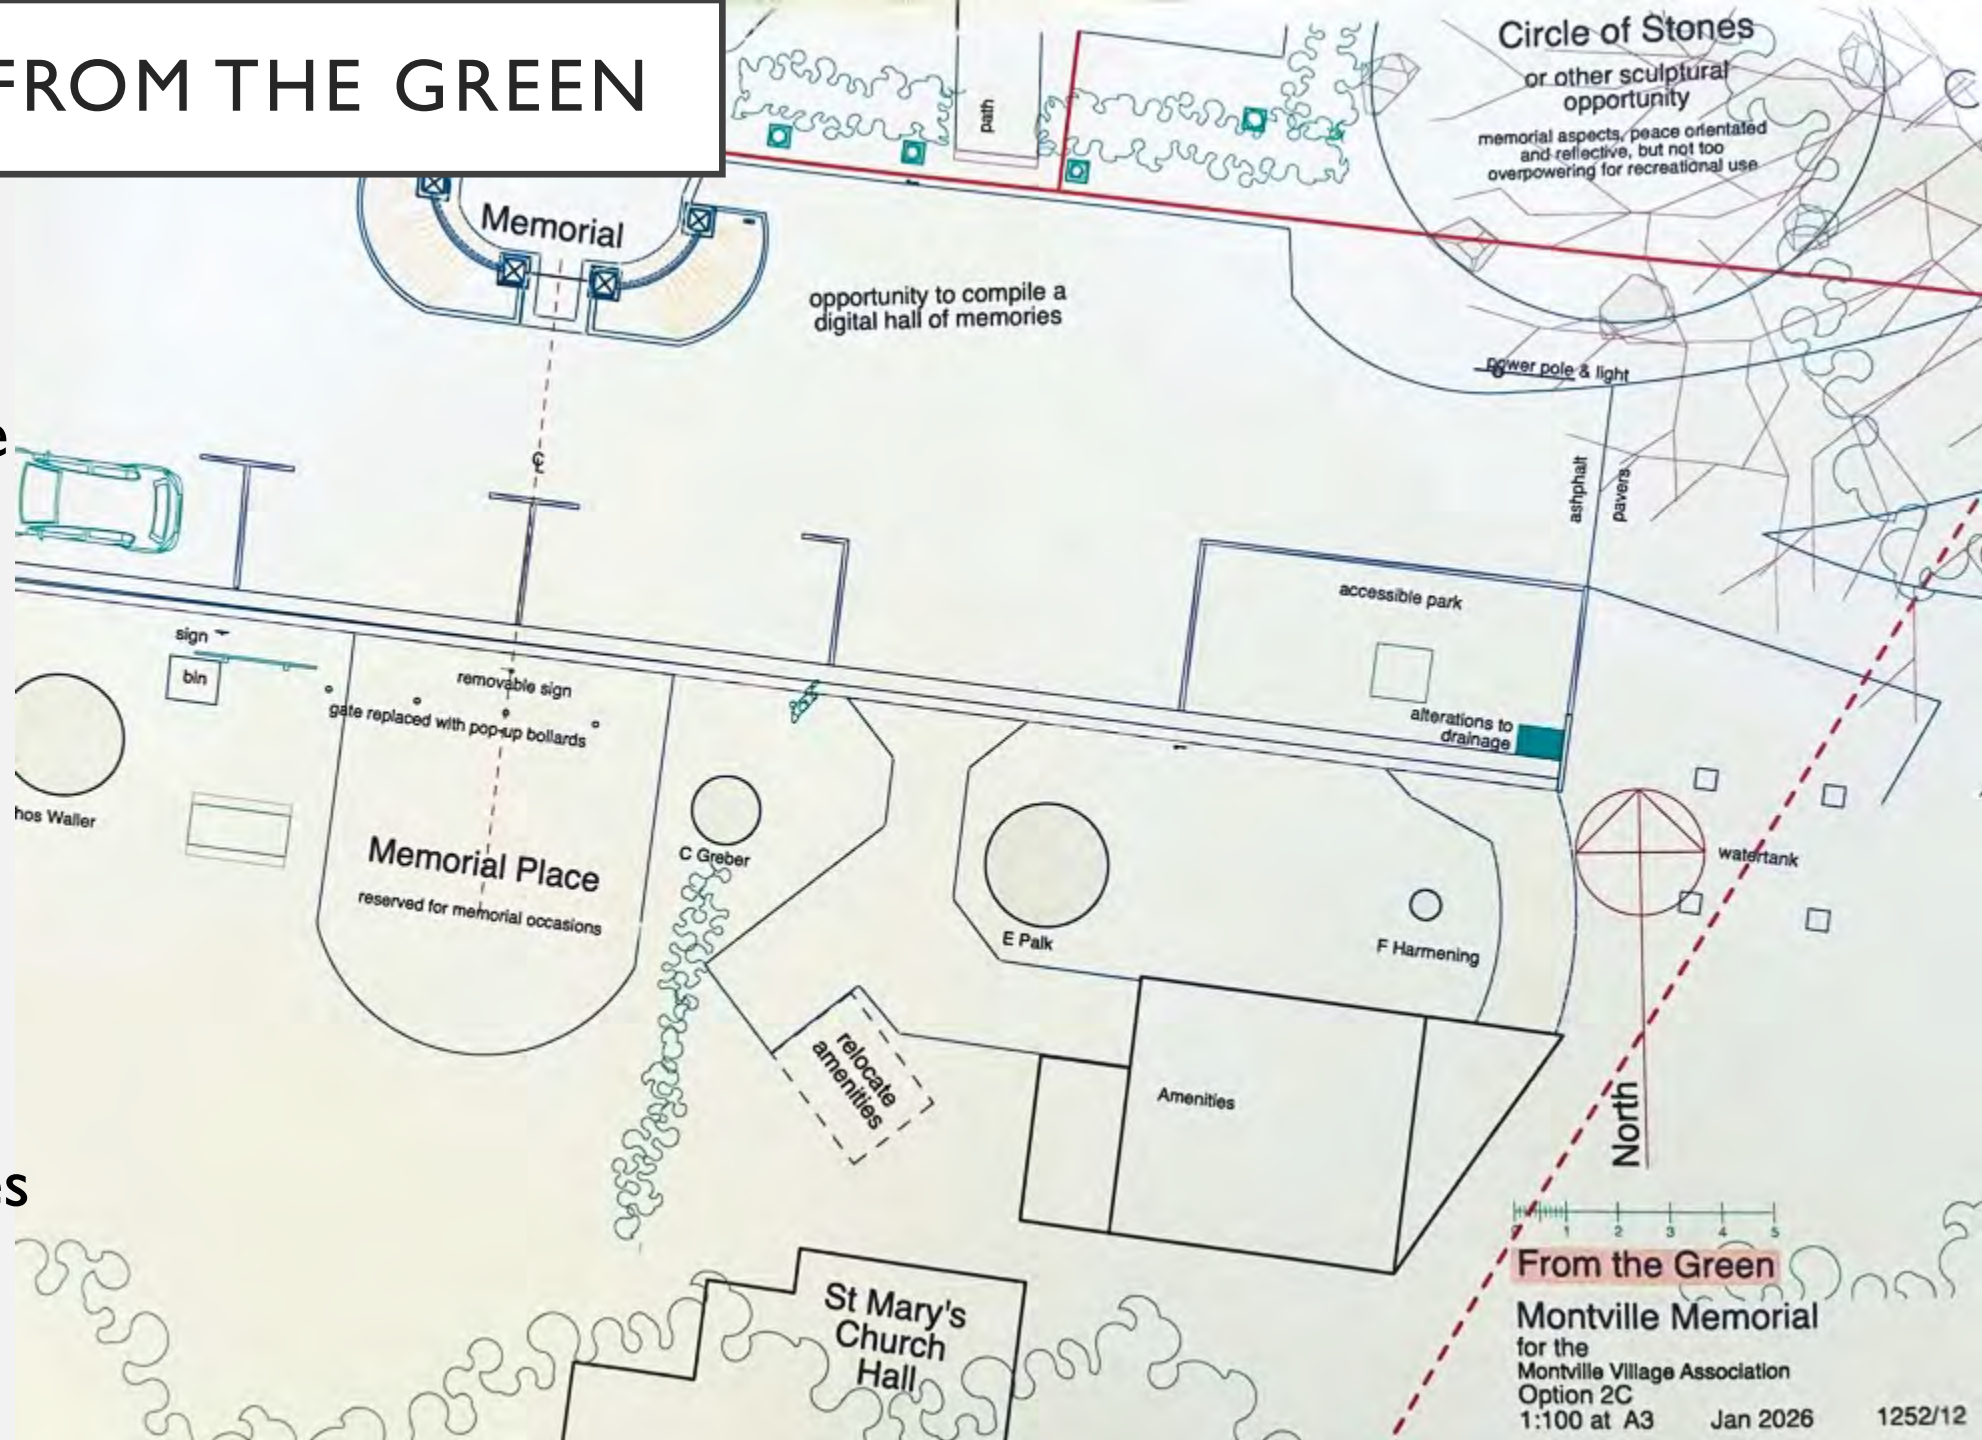 FROM THE GREEN
Circle of Stones
or other sculptural
opportunity
memorial aspects, peace orientated
and reflective, but not too
overpowering for recreational use
path
Memorial
opportunity to compile a
digital hall of memories
power pole & light
ashphalt
pavers
accessible park
alterations to
drainage
sign
bin
removable sign
gate replaced with pop-up bollards
hos Waller
Memorial Place
reserved for memorial occasions
C Greber
E Palk
F Harmening
watertank
relocate
amenities
Amenities
North
St Mary's
Church
Hall
1 2 3 4 5
From the Green
Montville Memorial
for the
Montville Village Association
Option 2C
1:100 at A3 Jan 2026 1252/12